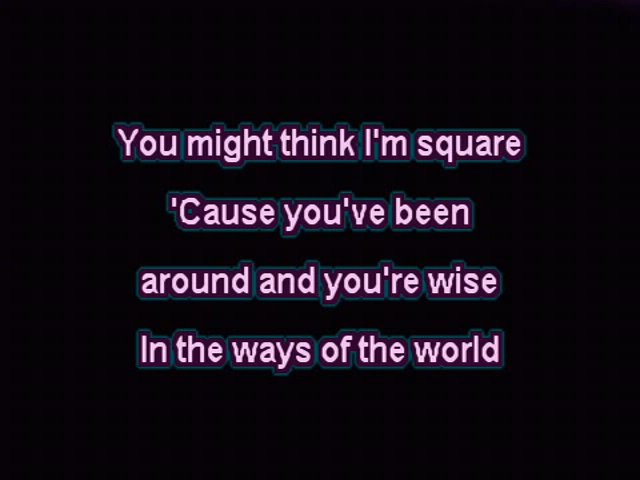 You might think I'm square
'Cause you've been
around and you're wise
In the ways of the world